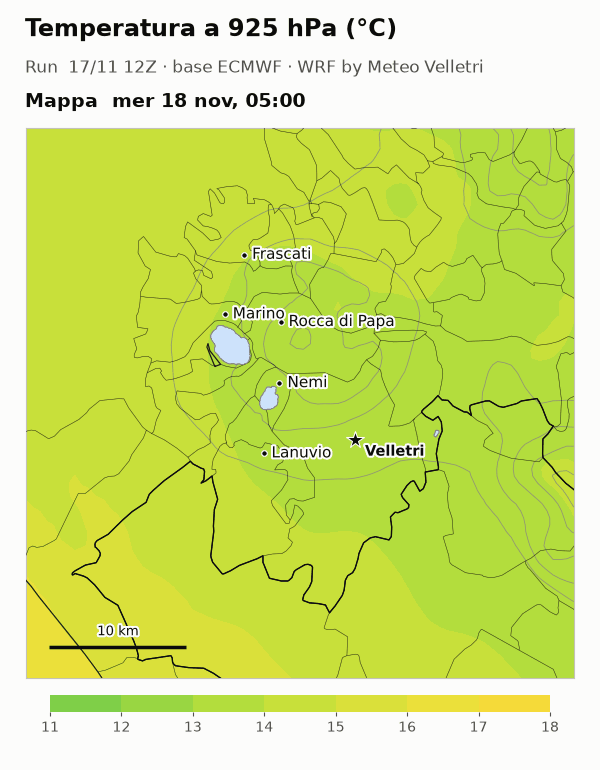 Temperatura a 925 hPa (°C)
Run 17/11 12Z · base ECMWF · WRF by Meteo Velletri
Mappa mer 18 nov, 05:00
Frascati
Marino
Rocca di Papa
Nemi
Velletri
Lanuvio
10 km
11 12 13 14 15 16 17 18